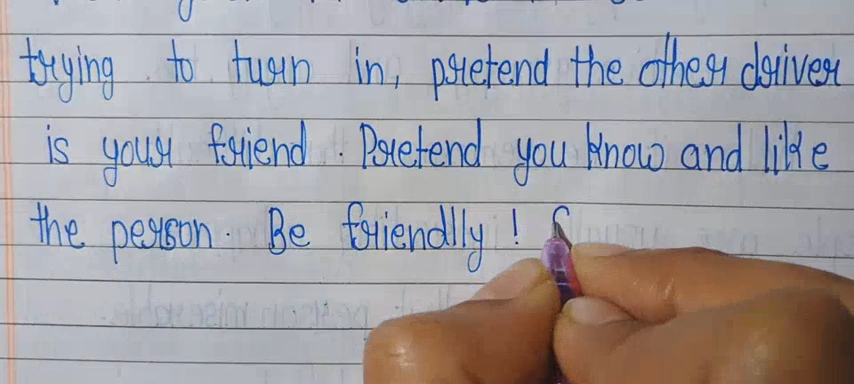 trying to turn in, pretend the other driver
is your friend. Pretend you know and like
the person. Be friendlly!